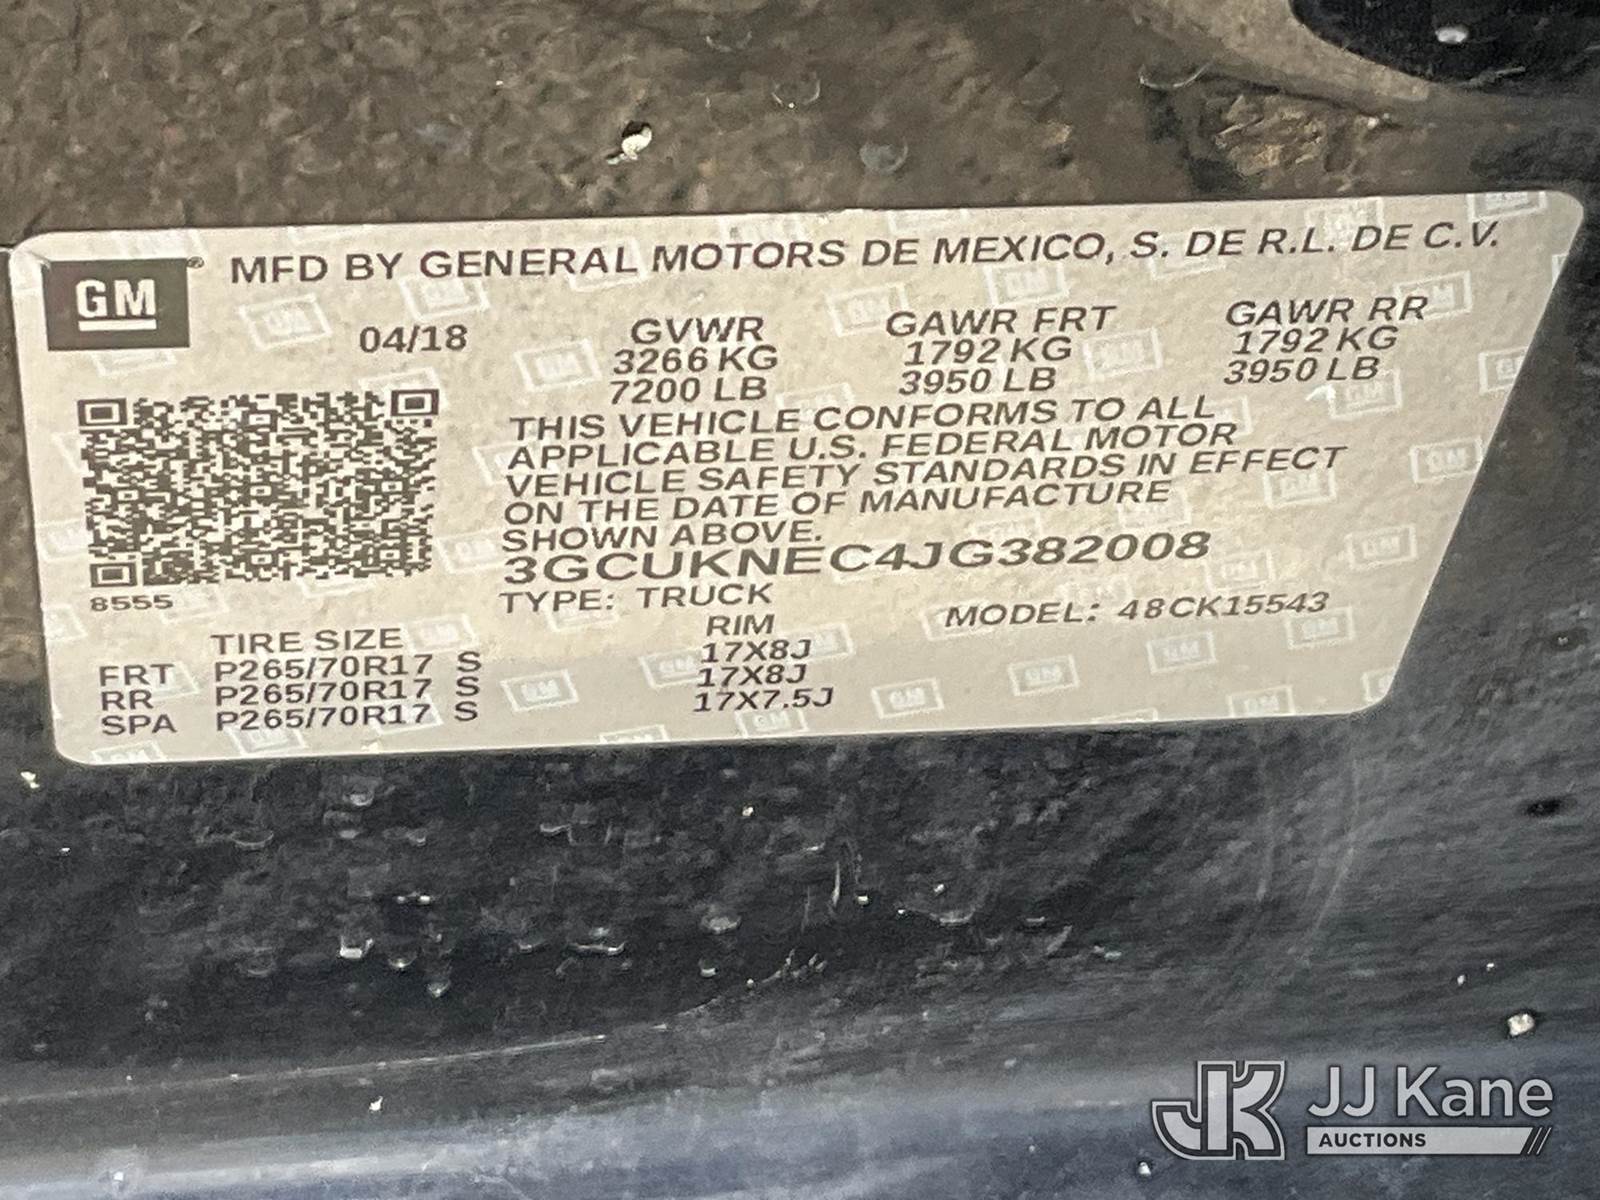 GM® MFD BY GENERAL MOTORS DE MEXICO, S. DE R.L. DE C.V.
04/18 GVWR GAWR FRT GAWR RR
3266 KG 1792 KG 1792 KG
7200 LB 3950 LB 3950 LB
THIS VEHICLE CONFORMS TO ALL
APPLICABLE U.S. FEDERAL MOTOR
VEHICLE SAFETY STANDARDS IN EFFECT
ON THE DATE OF MANUFACTURE
SHOWN ABOVE.
3GCUKNEC4JG382008
8555 TYPE: TRUCK MODEL: 48CK15543
TIRE SIZE RIM
FRT P265/70R17 S 17X8J
RR P265/70R17 S 17X8J
SPA P265/70R17 S 17X7.5J
JK JJ Kane
AUCTIONS